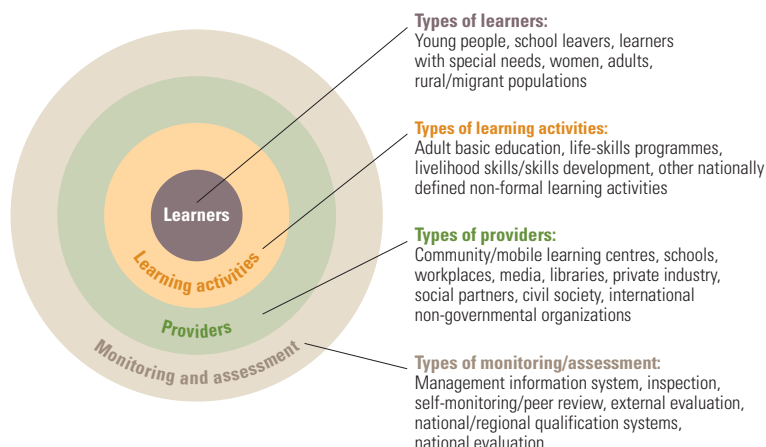 Types of learners:
Young people, school leavers, learners
with special needs, women, adults,
rural/migrant populations
Types of learning activities:
Adult basic education, life-skills programmes,
livelihood skills/skills development, other nationally
defined non-formal learning activities
Types of providers:
Community/mobile learning centres, schools,
workplaces, media, libraries, private industry,
social partners, civil society, international
non-governmental organizations
Types of monitoring/assessment:
Management information system, inspection,
self-monitoring/peer review, external evaluation,
national/regional qualification systems,
national evaluation
Learners
Learning activities
Providers
Monitoring and assessment